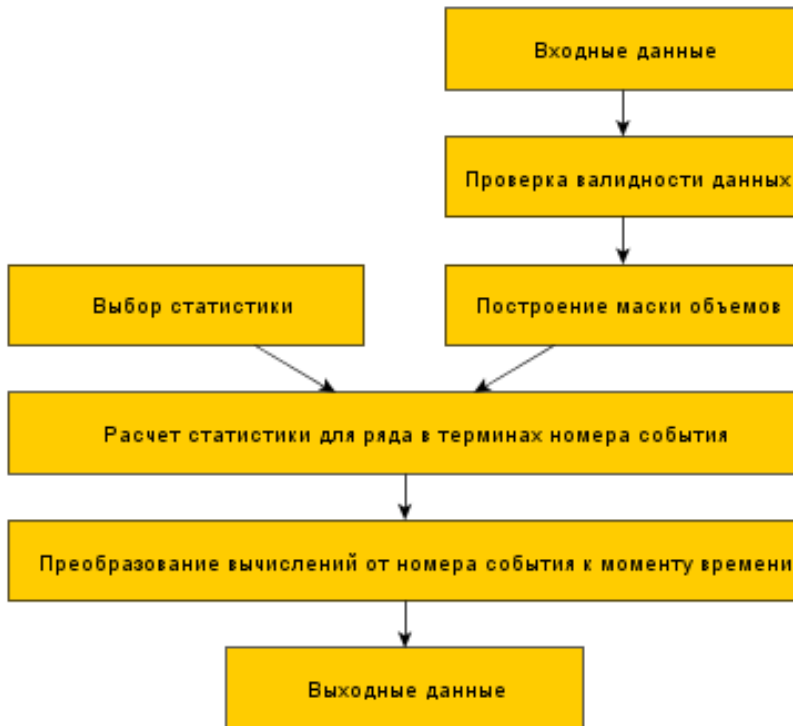 Входные данные
Проверка валидности данных
Выбор статистики
Построение маски объемов
Расчет статистики для ряда в терминах номера события
Преобразование вычислений от номера события к моменту времени
Выходные данные